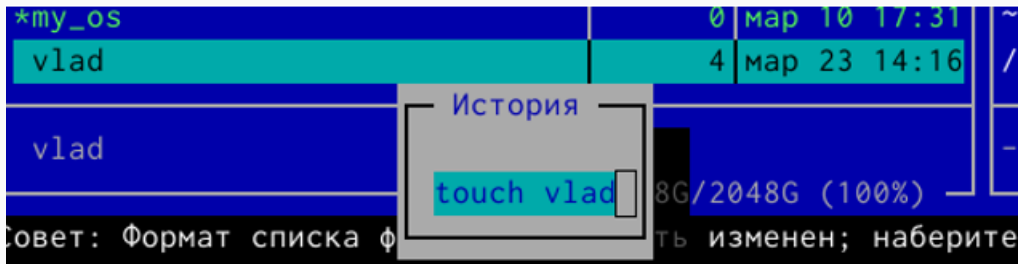 *my_os 0 мар 10 17:31 ~
vlad 4 мар 23 14:16 /
История
vlad -
touch vlad 8G/2048G (100%)
Совет: Формат списка ф ть изменен; наберите